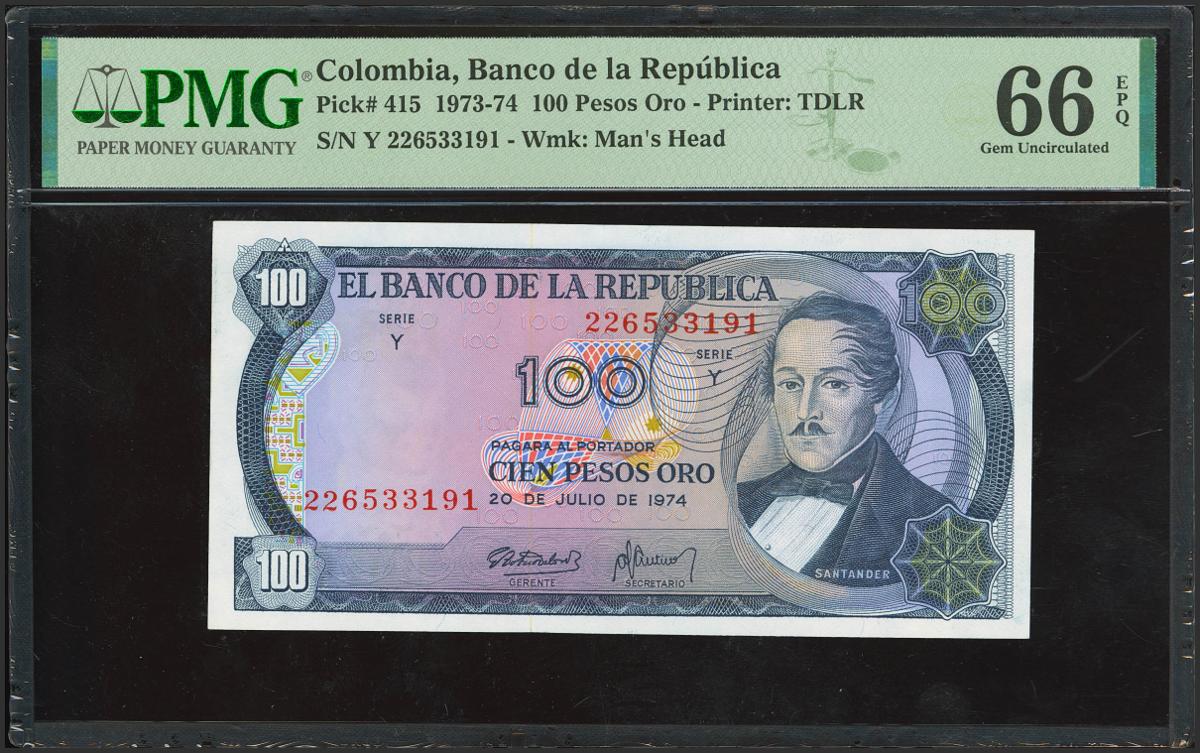 PMG®
PAPER MONEY GUARANTY
Colombia, Banco de la República
Pick# 415 1973-74 100 Pesos Oro - Printer: TDLR
S/N Y 226533191 - Wmk: Man's Head
66
EPQ
Gem Uncirculated
100
EL BANCO DE LA REPUBLICA
100
SERIE
Y
226533191
SERIE
Y
100
PAGARA AL PORTADOR
CIEN PESOS ORO
226533191
20 DE JULIO DE 1974
100
GERENTE
SECRETARIO
SANTANDER